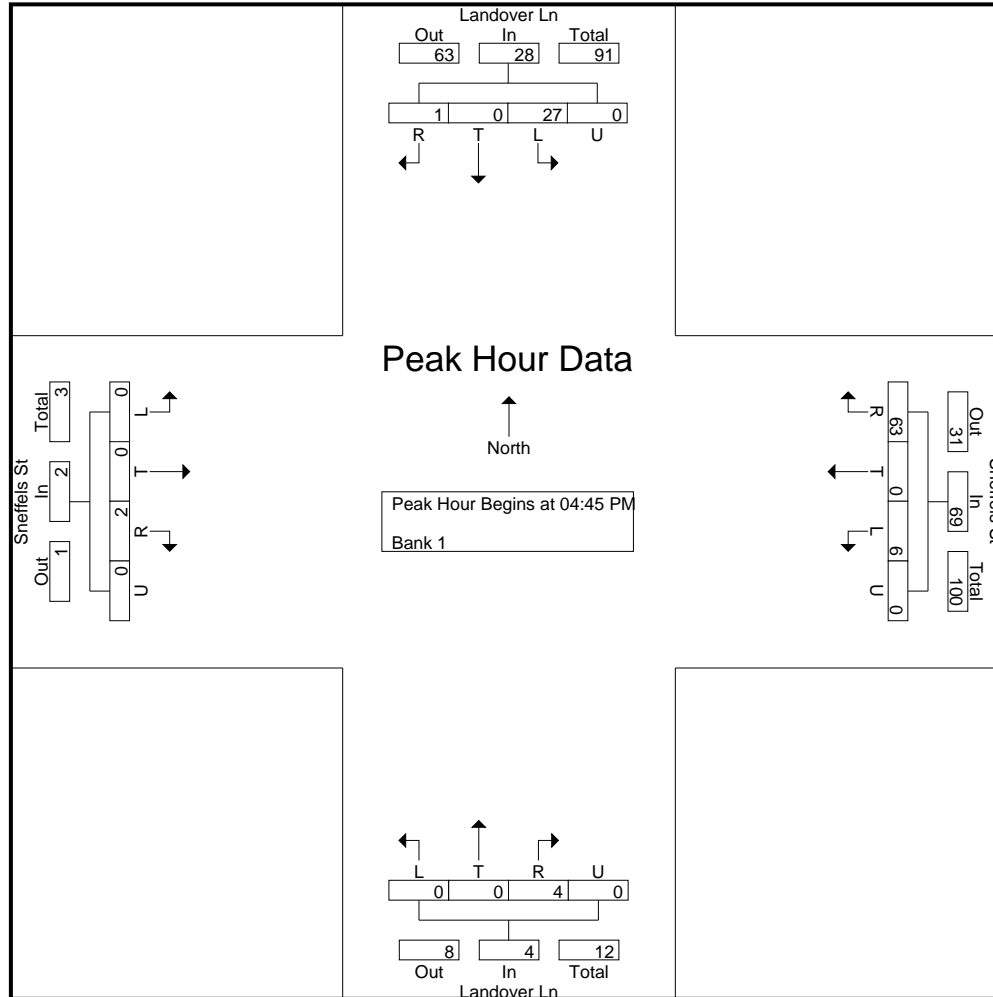 Landover Ln
Out In Total
63 28 91
1 0 27 0
R T L U
Peak Hour Data
North
Peak Hour Begins at 04:45 PM
Bank 1
Sneffels St
Total In Out
3 2 1
0 0 2 0
L T R U
R T L U
63 0 6 0
Out In Total
31 69 100
L T R U
0 0 4 0
8 4 12
Out In Total
Landover Ln